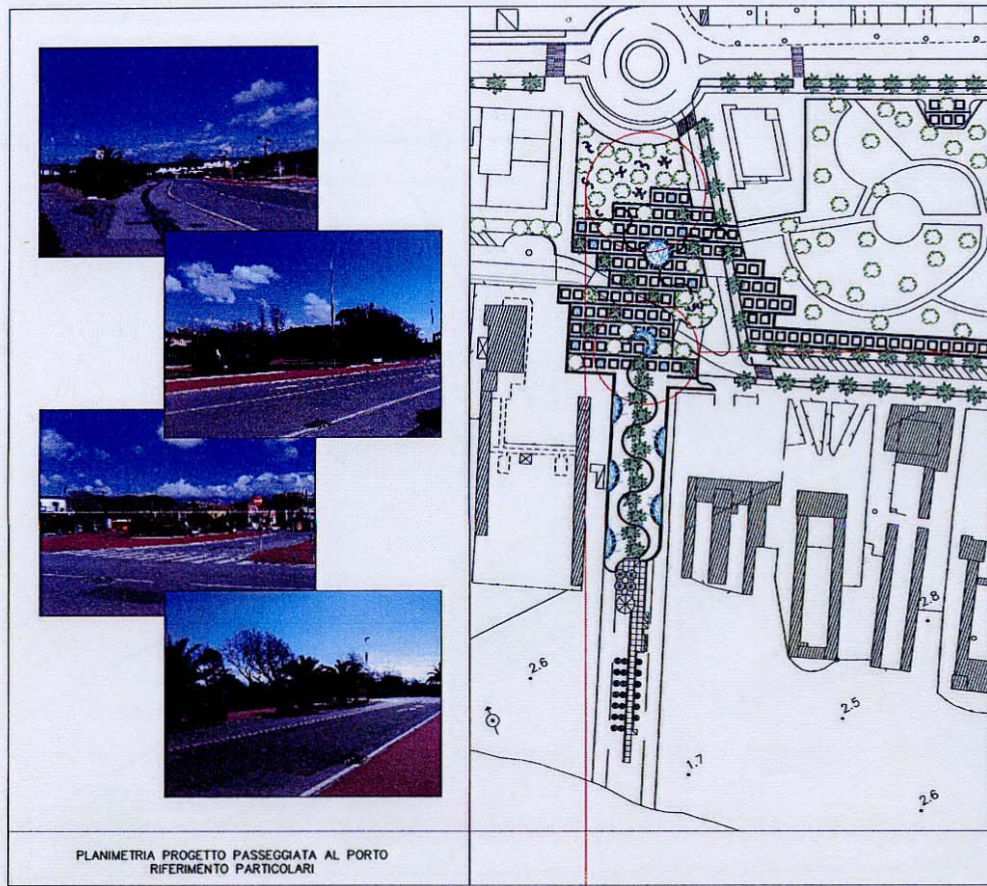 2.6
2.8
2.5
1.7
2.6
PLANIMETRIA PROGETTO PASSEGGIATA AL PORTO
RIFERIMENTO PARTICOLARI